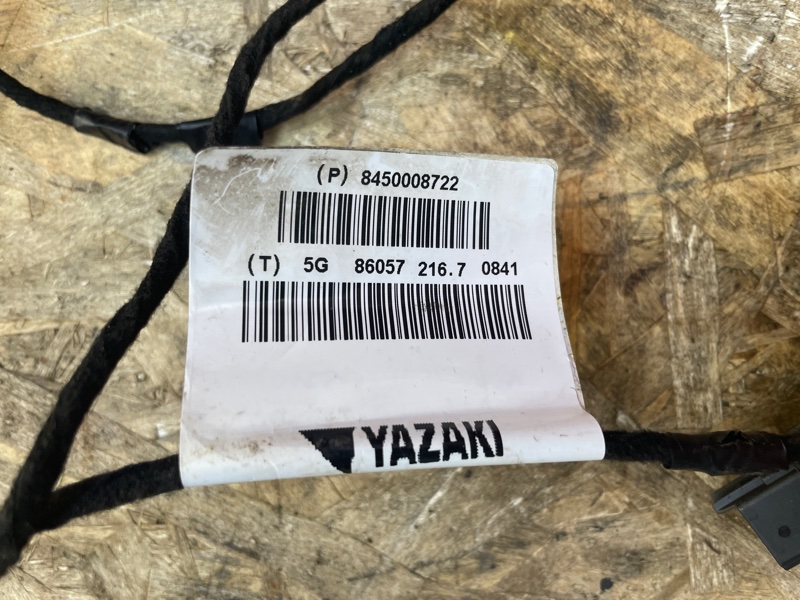 (P) 8450008722
(T) 5G 86057 216.7 0841
YAZAKI